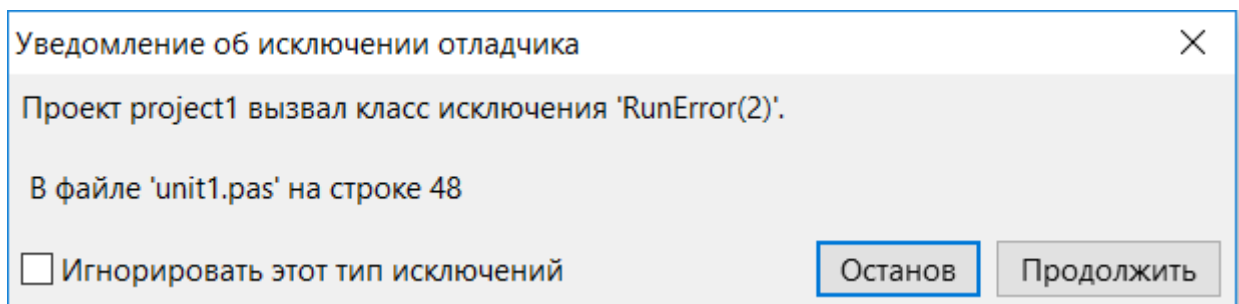 Уведомление об исключении отладчика
Проект project1 вызвал класс исключения 'RunError(2)'.
В файле 'unit1.pas' на строке 48
Игнорировать этот тип исключений
Останов
Продолжить